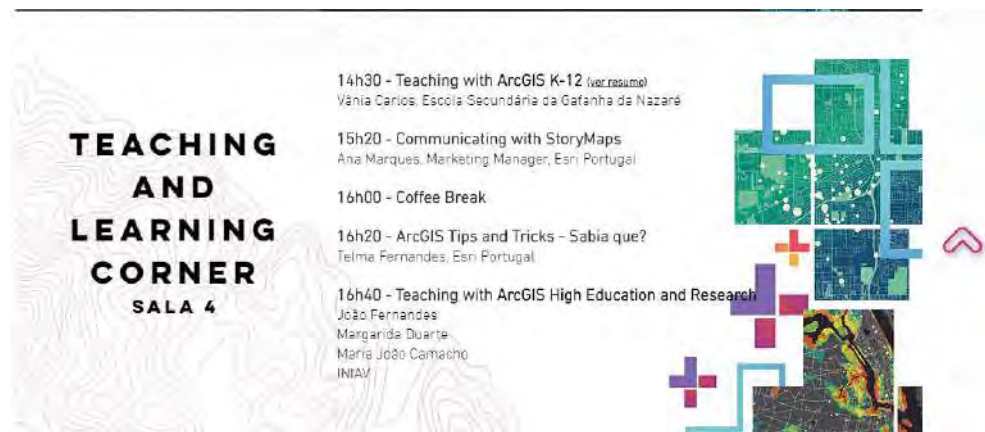 TEACHING
AND
LEARNING
CORNER
SALA 4
14h30 - Teaching with ArcGIS K-12 (ver resumo)
Vânia Carlos, Escola Secundária da Gafanha da Nazaré
15h20 - Communicating with StoryMaps
Ana Marques, Marketing Manager, Esri Portugal
16h00 - Coffee Break
16h20 - ArcGIS Tips and Tricks - Sabia que?
Telma Fernandes, Esri Portugal
16h40 - Teaching with ArcGIS High Education and Research
João Fernandes
Margarida Duarte
Maria João Camacho
INIAV